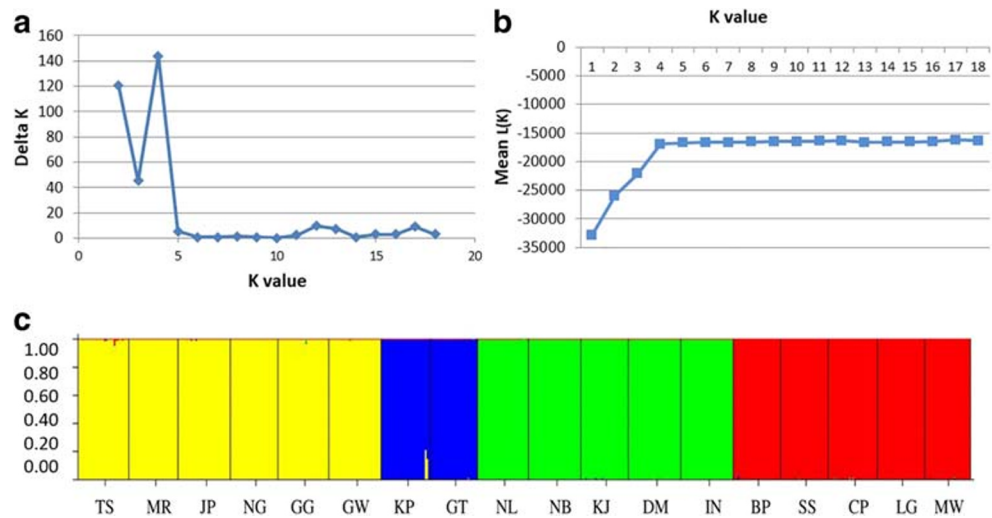 a
160
140
120
100
80
60
40
20
0
Delta K
0 5 10 15 20
K value
b
K value
0
-5000
-10000
-15000
-20000
-25000
-30000
-35000
Mean L(K)
1 2 3 4 5 6 7 8 9 10 11 12 13 14 15 16 17 18
c
1.00
0.80
0.60
0.40
0.20
0.00
TS MR JP NG GG GW KP GT NL NB KJ DM IN BP SS CP LG MW